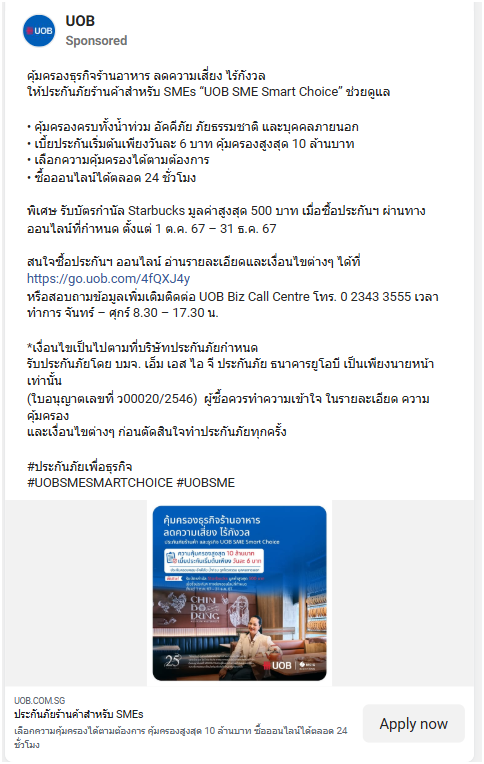 UOB
UOB
Sponsored
คุ้มครองธุรกิจร้านอาหาร ลดความเสี่ยง ไร้กังวล
ให้ประกันภัยร้านค้าสำหรับ SMEs “UOB SME Smart Choice” ช่วยดูแล
• คุ้มครองครบทั้งน้ำท่วม อัคคีภัย ภัยธรรมชาติ และบุคคลภายนอก
• เบี้ยประกันเริ่มต้นเพียงวันละ 6 บาท คุ้มครองสูงสุด 10 ล้านบาท
• เลือกความคุ้มครองได้ตามต้องการ
• ซื้อออนไลน์ได้ตลอด 24 ชั่วโมง
พิเศษ รับบัตรกำนัล Starbucks มูลค่าสูงสุด 500 บาท เมื่อซื้อประกันฯ ผ่านทาง
ออนไลน์ที่กำหนด ตั้งแต่ 1 ต.ค. 67 – 31 ธ.ค. 67
สนใจซื้อประกันฯ ออนไลน์ อ่านรายละเอียดและเงื่อนไขต่างๆ ได้ที่
https://go.uob.com/4fQXJ4y
หรือสอบถามข้อมูลเพิ่มเติมติดต่อ UOB Biz Call Centre โทร. 0 2343 3555 เวลา
ทำการ จันทร์ – ศุกร์ 8.30 – 17.30 น.
*เงื่อนไขเป็นไปตามที่บริษัทประกันภัยกำหนด
รับประกันภัยโดย บมจ. เอ็ม เอส ไอ จี ประกันภัย ธนาคารยูโอบี เป็นเพียงนายหน้า
เท่านั้น
(ใบอนุญาตเลขที่ ว00020/2546) ผู้ซื้อควรทำความเข้าใจ ในรายละเอียด ความ
คุ้มครอง
และเงื่อนไขต่างๆ ก่อนตัดสินใจทำประกันภัยทุกครั้ง
#ประกันภัยเพื่อธุรกิจ
#UOBSMESMARTCHOICE #UOBSME
คุ้มครองธุรกิจร้านอาหาร
ลดความเสี่ยง ไร้กังวล
ประกันภัยร้านค้า และธุรกิจ UOB SME Smart Choice
ความคุ้มครองสูงสุด 10 ล้านบาท
เบี้ยประกันเริ่มต้นเพียง วันละ 6 บาท
CHIN
DŌ
DANG
25
UOB
UOB.COM.SG
ประกันภัยร้านค้าสำหรับ SMEs
เลือกความคุ้มครองได้ตามต้องการ คุ้มครองสูงสุด 10 ล้านบาท ซื้อออนไลน์ได้ตลอด 24
ชั่วโมง
Apply now